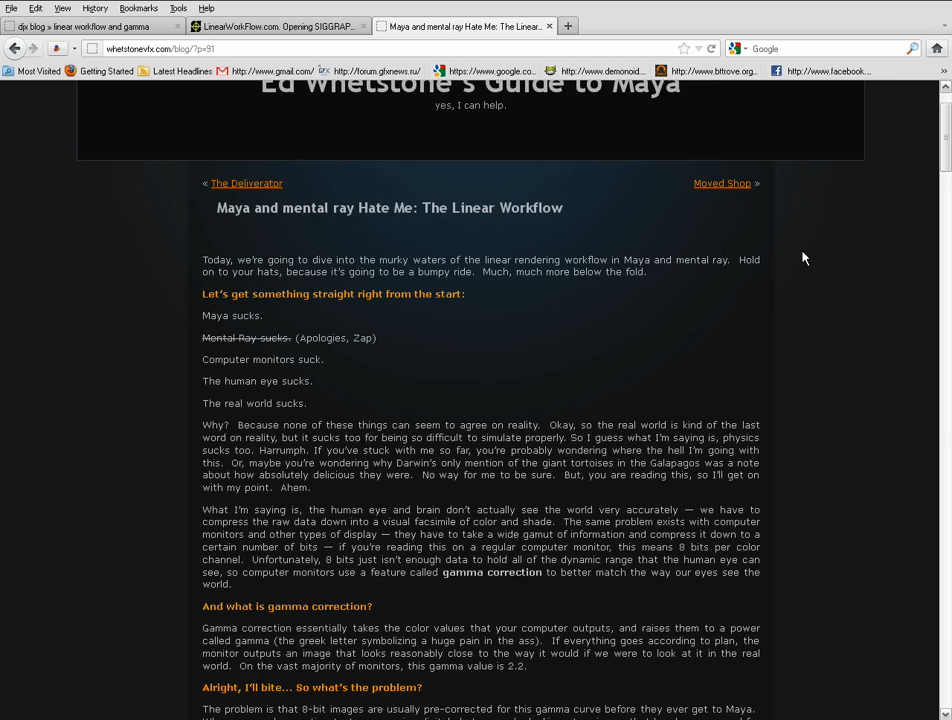 File Edit View History Bookmarks Tools Help
djx blog » linear workflow and gamma × LinearWorkFlow.com. Opening SIGGRAP... × Maya and mental ray Hate Me: The Linear... × +
whetstonevfx.com/blog/?p=91 Google
Most Visited Getting Started Latest Headlines http://www.gmail.com/ GFX http://forum.gfxnews.ru/ https://www.google.co... http://www.demonoid... http://www.bttrove.org... http://www.facebook....
Ed Whetstone's Guide to Maya
yes, I can help.
« The Deliverator Moved Shop »
Maya and mental ray Hate Me: The Linear Workflow
Today, we're going to dive into the murky waters of the linear rendering workflow in Maya and mental ray. Hold
on to your hats, because it's going to be a bumpy ride. Much, much more below the fold.
Let's get something straight right from the start:
Maya sucks.
Mental Ray sucks. (Apologies, Zap)
Computer monitors suck.
The human eye sucks.
The real world sucks.
Why? Because none of these things can seem to agree on reality. Okay, so the real world is kind of the last
word on reality, but it sucks too for being so difficult to simulate properly. So I guess what I'm saying is, physics
sucks too. Harrumph. If you've stuck with me so far, you're probably wondering where the hell I'm going with
this. Or, maybe you're wondering why Darwin's only mention of the giant tortoises in the Galapagos was a note
about how absolutely delicious they were. No way for me to be sure. But, you are reading this, so I'll get on
with my point. Ahem.
What I'm saying is, the human eye and brain don't actually see the world very accurately — we have to
compress the raw data down into a visual facsimile of color and shade. The same problem exists with computer
monitors and other types of display — they have to take a wide gamut of information and compress it down to a
certain number of bits — if you're reading this on a regular computer monitor, this means 8 bits per color
channel. Unfortunately, 8 bits just isn't enough data to hold all of the dynamic range that the human eye can
see, so computer monitors use a feature called gamma correction to better match the way our eyes see the
world.
And what is gamma correction?
Gamma correction essentially takes the color values that your computer outputs, and raises them to a power
called gamma (the greek letter symbolizing a huge pain in the ass). If everything goes according to plan, the
monitor outputs an image that looks reasonably close to the way it would if we were to look at it in the real
world. On the vast majority of monitors, this gamma value is 2.2.
Alright, I'll bite... So what's the problem?
The problem is that 8-bit images are usually pre-corrected for this gamma curve before they ever get to Maya.